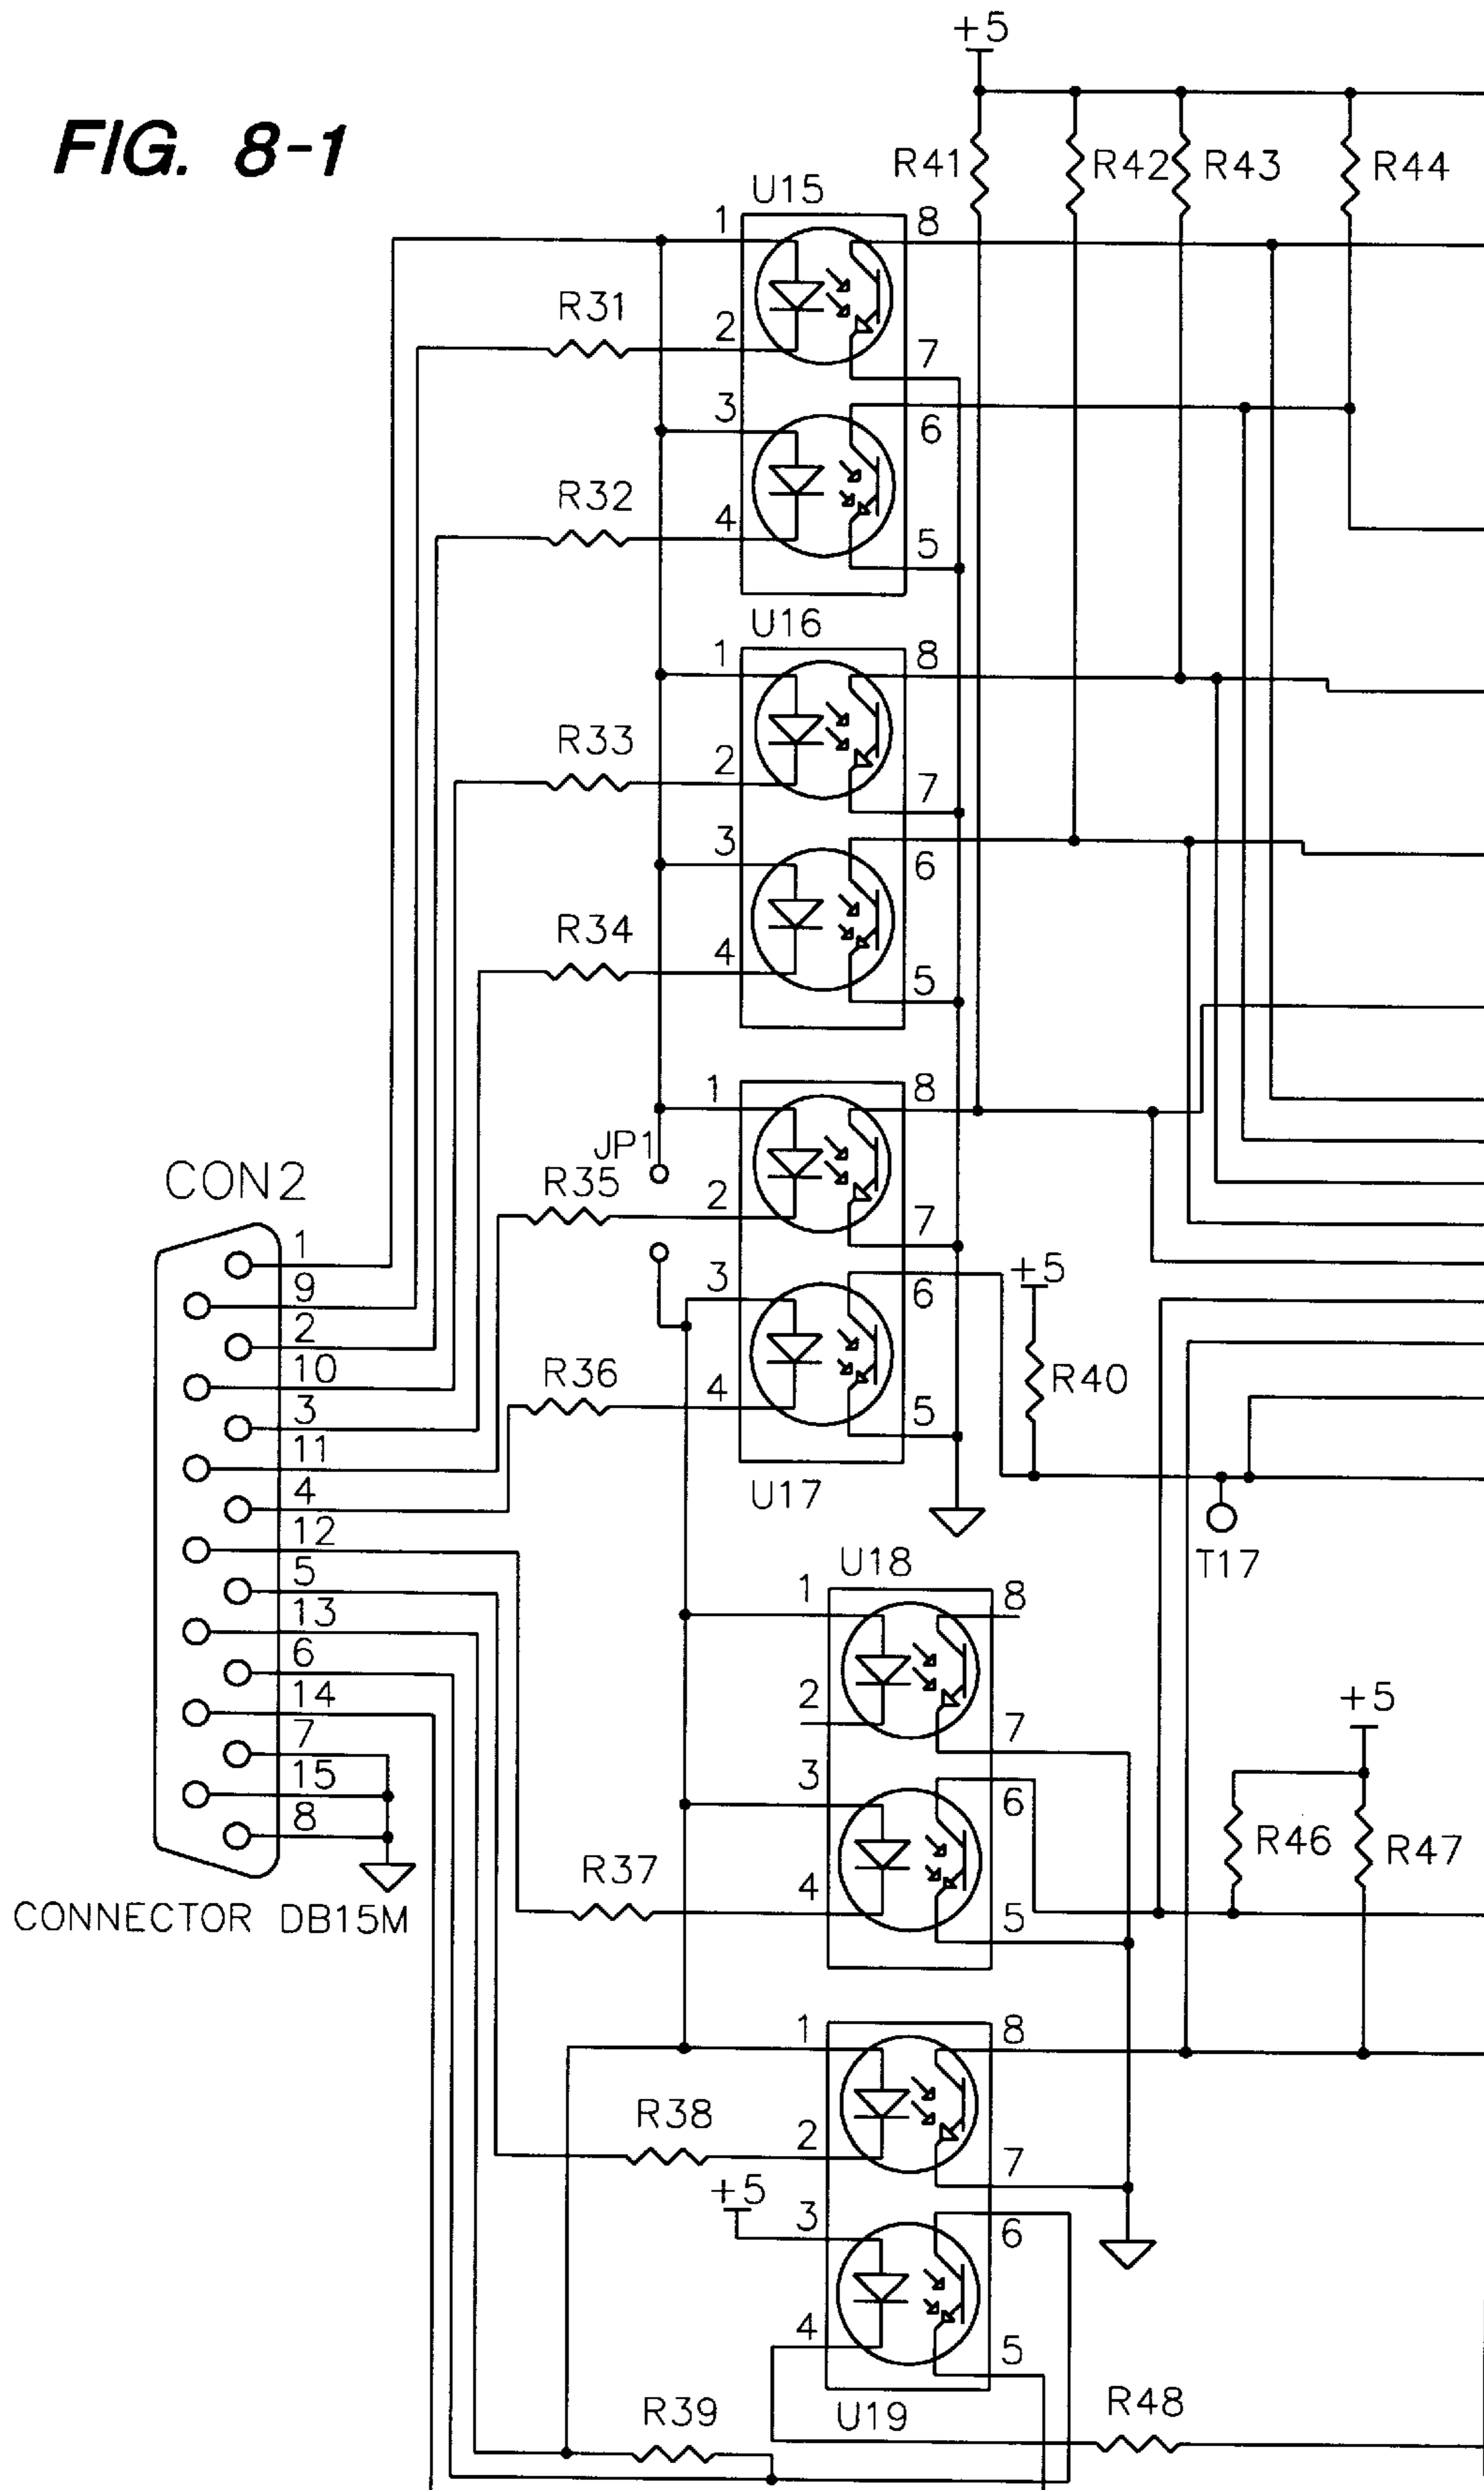 FIG. 8-1
+5
R41
R42
R43
R44
U15
1
8
R31
2
7
3
6
R32
4
5
U16
1
8
R33
2
7
3
6
R34
4
5
1
8
JP1
R35
2
7
CON2
1
9
2
10
3
11
4
12
5
13
6
14
7
15
8
CONNECTOR DB15M
3
6
+5
R40
R36
4
5
U17
T17
U18
1
8
2
7
3
6
+5
R46
R47
R37
4
5
1
8
R38
2
7
+5
3
6
4
5
U19
R39
R48